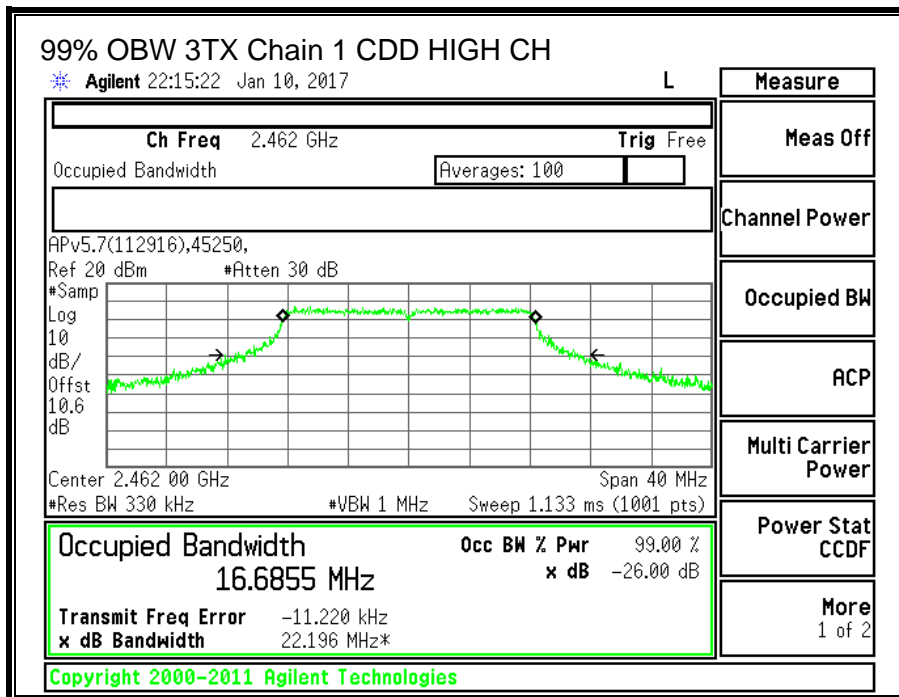 99% OBW 3TX Chain 1 CDD HIGH CH
Agilent 22:15:22 Jan 10, 2017 L
Ch Freq 2.462 GHz Trig Free
Occupied Bandwidth Averages: 100
APv5.7(112916),45250,
Ref 20 dBm #Atten 30 dB
#Samp
Log
10
dB/
Offst
10.6
dB
Center 2.462 00 GHz Span 40 MHz
#Res BW 330 kHz #VBW 1 MHz Sweep 1.133 ms (1001 pts)
Occupied Bandwidth Occ BW % Pwr 99.00 %
16.6855 MHz x dB -26.00 dB
Transmit Freq Error -11.220 kHz
x dB Bandwidth 22.196 MHz*
Copyright 2000-2011 Agilent Technologies
Measure
Meas Off
Channel Power
Occupied BW
ACP
Multi Carrier
Power
Power Stat
CCDF
More
1 of 2